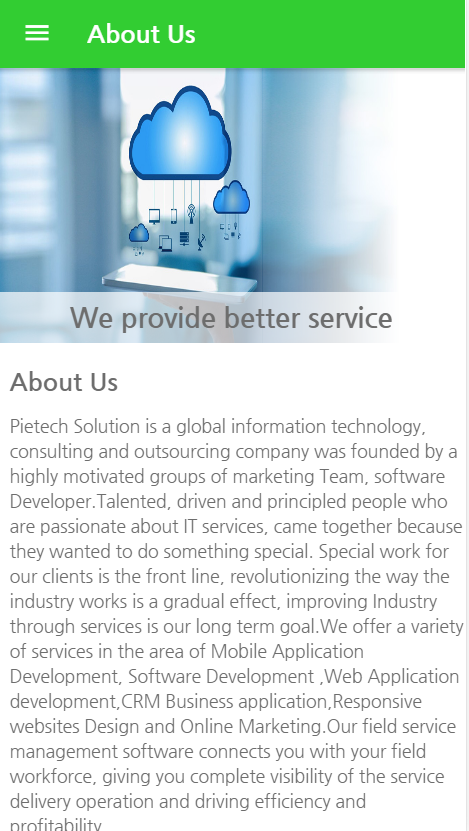 About Us
We provide better service
About Us
Pietech Solution is a global information technology,
consulting and outsourcing company was founded by a
highly motivated groups of marketing Team, software
Developer.Talented, driven and principled people who
are passionate about IT services, came together because
they wanted to do something special. Special work for
our clients is the front line, revolutionizing the way the
industry works is a gradual effect, improving Industry
through services is our long term goal.We offer a variety
of services in the area of Mobile Application
Development, Software Development ,Web Application
development,CRM Business application,Responsive
websites Design and Online Marketing.Our field service
management software connects you with your field
workforce, giving you complete visibility of the service
delivery operation and driving efficiency and
profitability